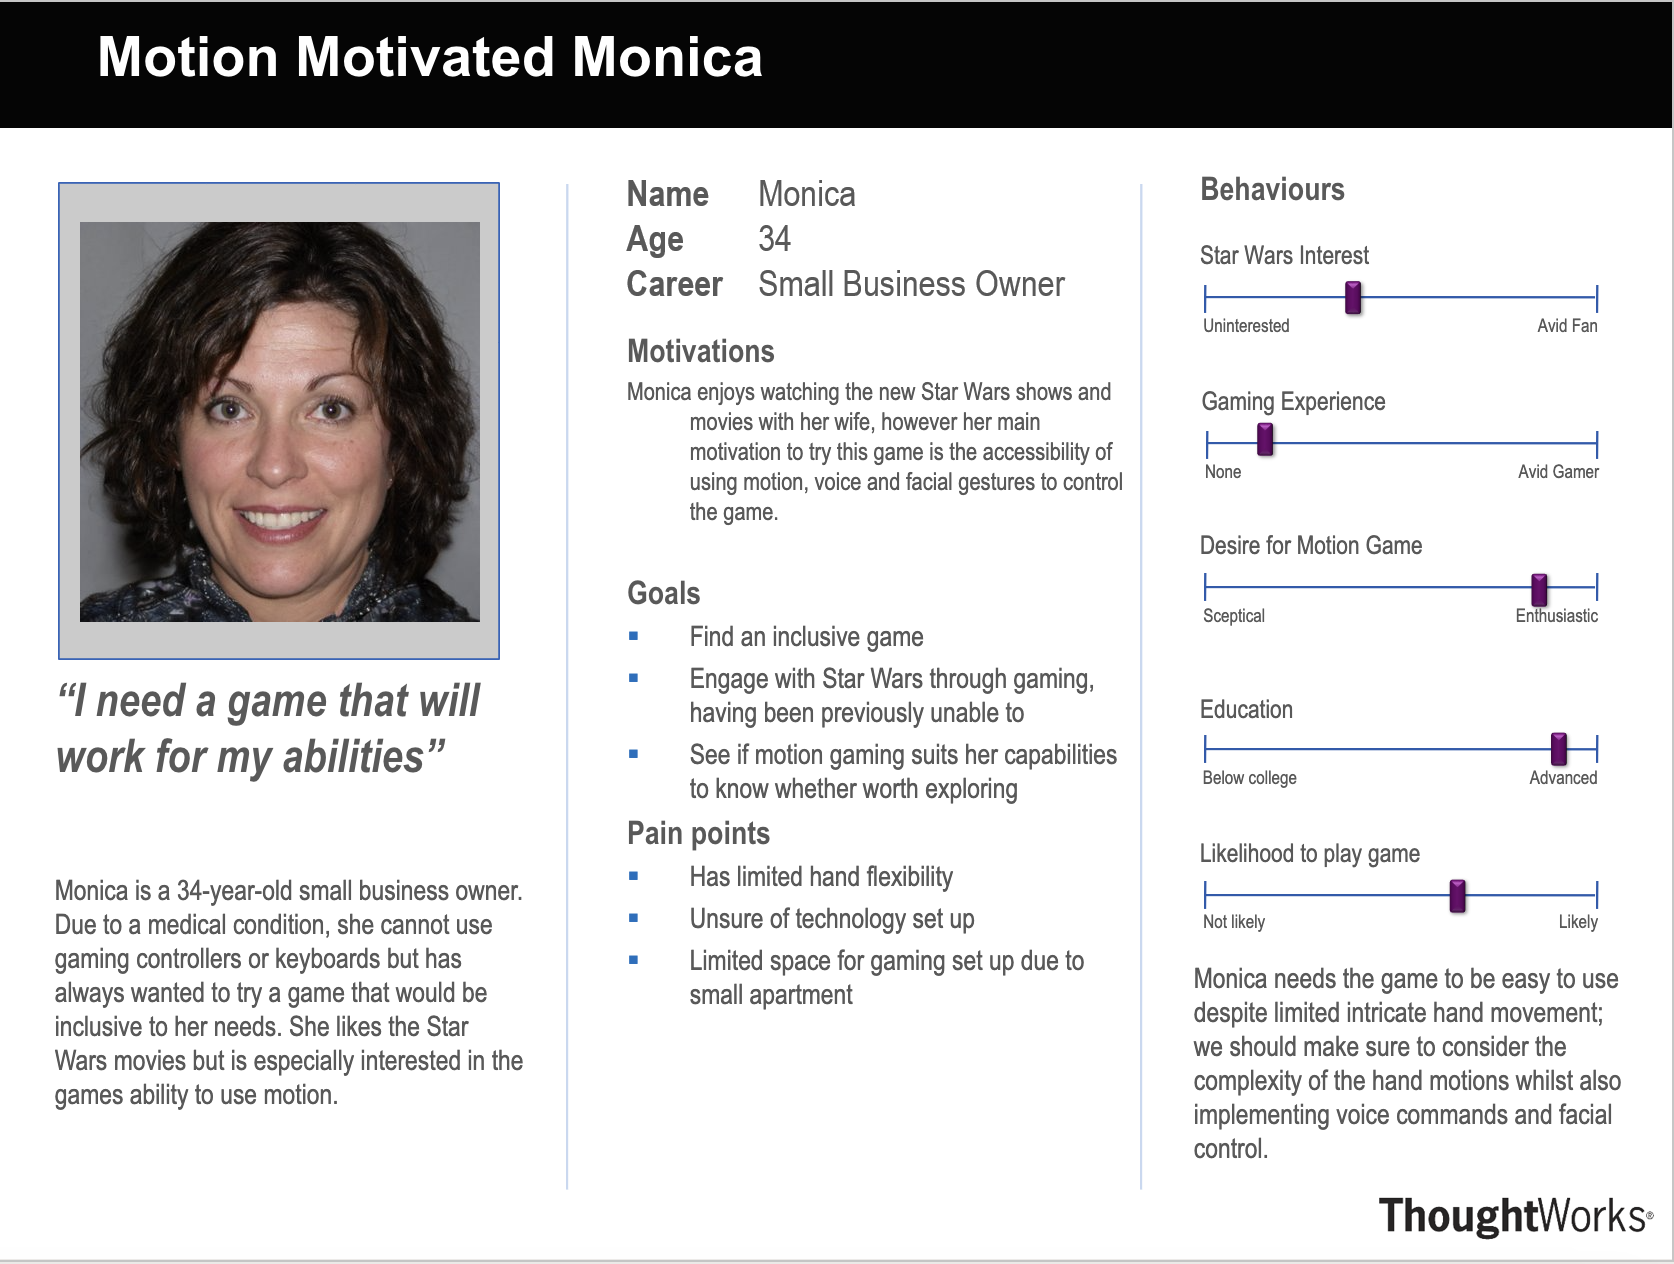 Motion Motivated Monica
“I need a game that will
work for my abilities”
Monica is a 34-year-old small business owner.
Due to a medical condition, she cannot use
gaming controllers or keyboards but has
always wanted to try a game that would be
inclusive to her needs. She likes the Star
Wars movies but is especially interested in the
games ability to use motion.
Name Monica
Age 34
Career Small Business Owner
Motivations
Monica enjoys watching the new Star Wars shows and
movies with her wife, however her main
motivation to try this game is the accessibility of
using motion, voice and facial gestures to control
the game.
Goals
▪ Find an inclusive game
▪ Engage with Star Wars through gaming,
having been previously unable to
▪ See if motion gaming suits her capabilities
to know whether worth exploring
Pain points
▪ Has limited hand flexibility
▪ Unsure of technology set up
▪ Limited space for gaming set up due to
small apartment
Behaviours
Star Wars Interest
Uninterested Avid Fan
Gaming Experience
None Avid Gamer
Desire for Motion Game
Sceptical Enthusiastic
Education
Below college Advanced
Likelihood to play game
Not likely Likely
Monica needs the game to be easy to use
despite limited intricate hand movement;
we should make sure to consider the
complexity of the hand motions whilst also
implementing voice commands and facial
control.
ThoughtWorks®